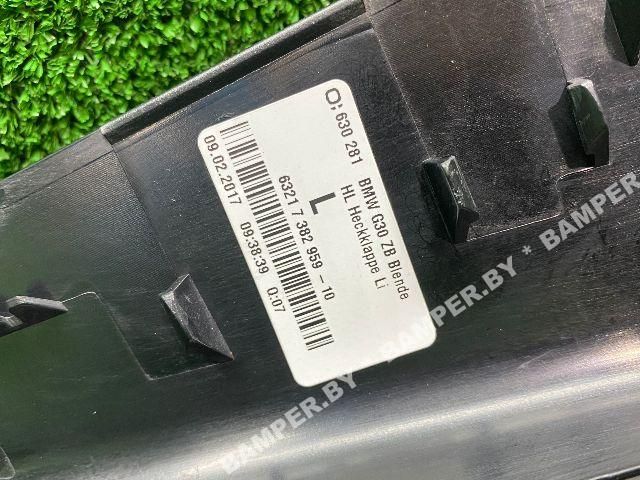 O; 630 281 BMW G30 ZB Blende
HL Heckklappe Li
L
6321 7 382 959 -10
09.02.2017 09:38:39 0:07
BAMPER.BY * BAMPER.BY * BAMPER.BY